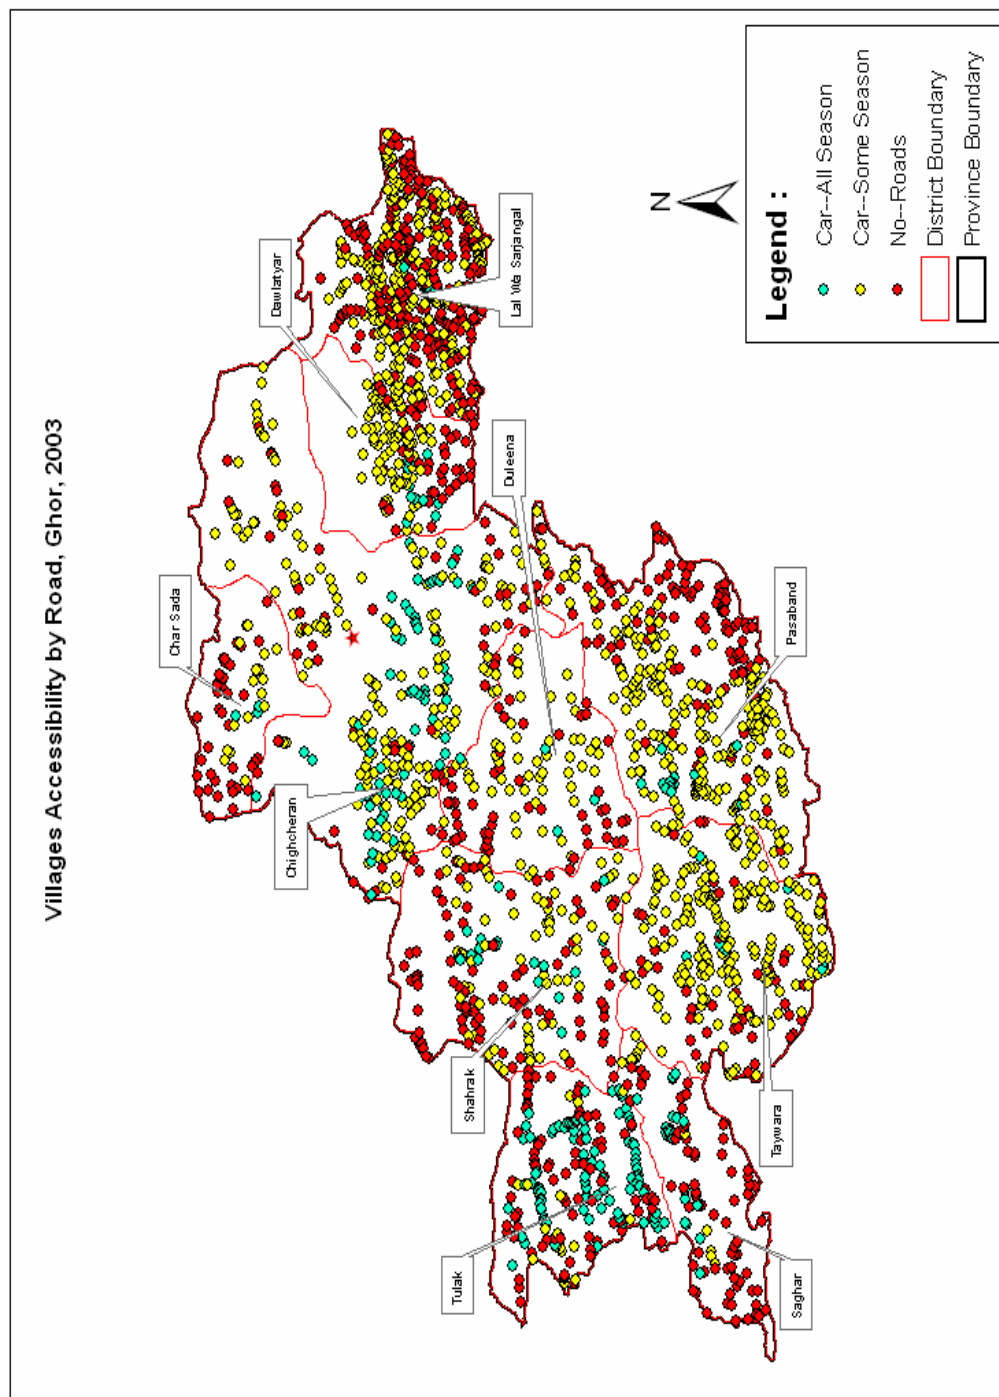 Villages Accessibility by Road, Ghor, 2003
Char Sada
Dawlatyar
Chighcheran
Lal Wa Sarjangal
Duleena
Shahrak
Tulak
Pasaband
Taywara
Saghar
N
Legend :
Car--All Season
Car--Some Season
No--Roads
District Boundary
Province Boundary